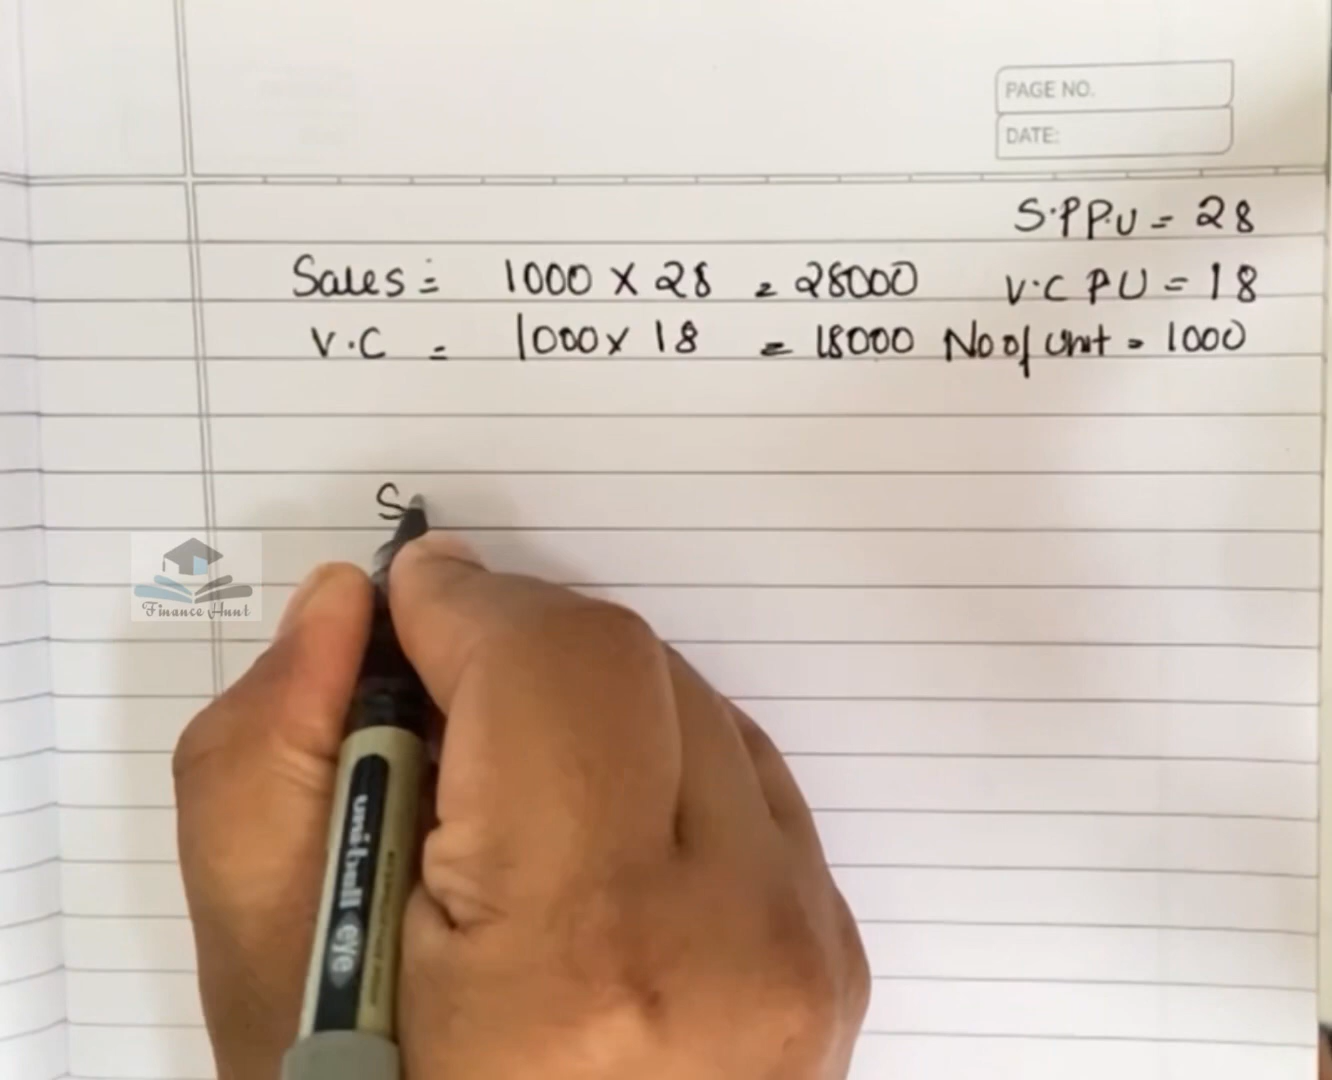 PAGE NO.
DATE:
S.P P.U = 28
Sales = 1000 X 28 = 28000 V.C P U = 18
V.C = 1000 x 18 = 18000 No of Unit = 1000
S
Finance Hunt
uni-ball eye